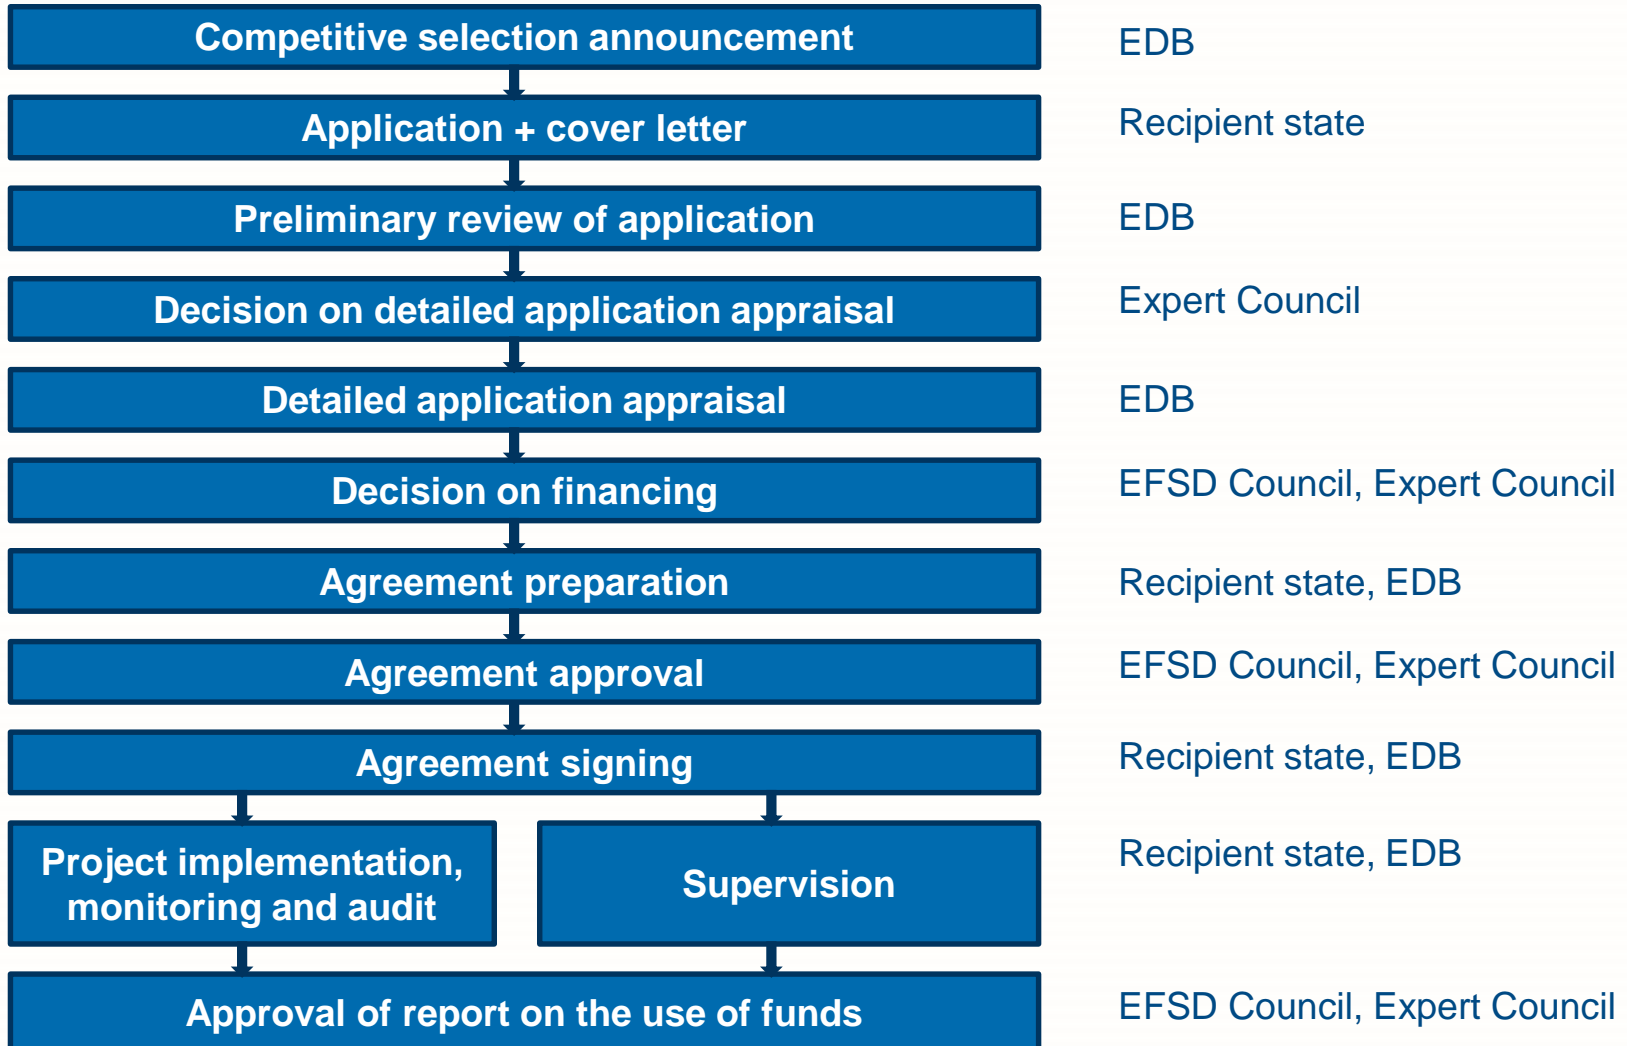 Competitive selection announcement
EDB
Application + cover letter
Recipient state
Preliminary review of application
EDB
Decision on detailed application appraisal
Expert Council
Detailed application appraisal
EDB
Decision on financing
EFSD Council, Expert Council
Agreement preparation
Recipient state, EDB
Agreement approval
EFSD Council, Expert Council
Agreement signing
Recipient state, EDB
Project implementation,
monitoring and audit
Supervision
Recipient state, EDB
Approval of report on the use of funds
EFSD Council, Expert Council